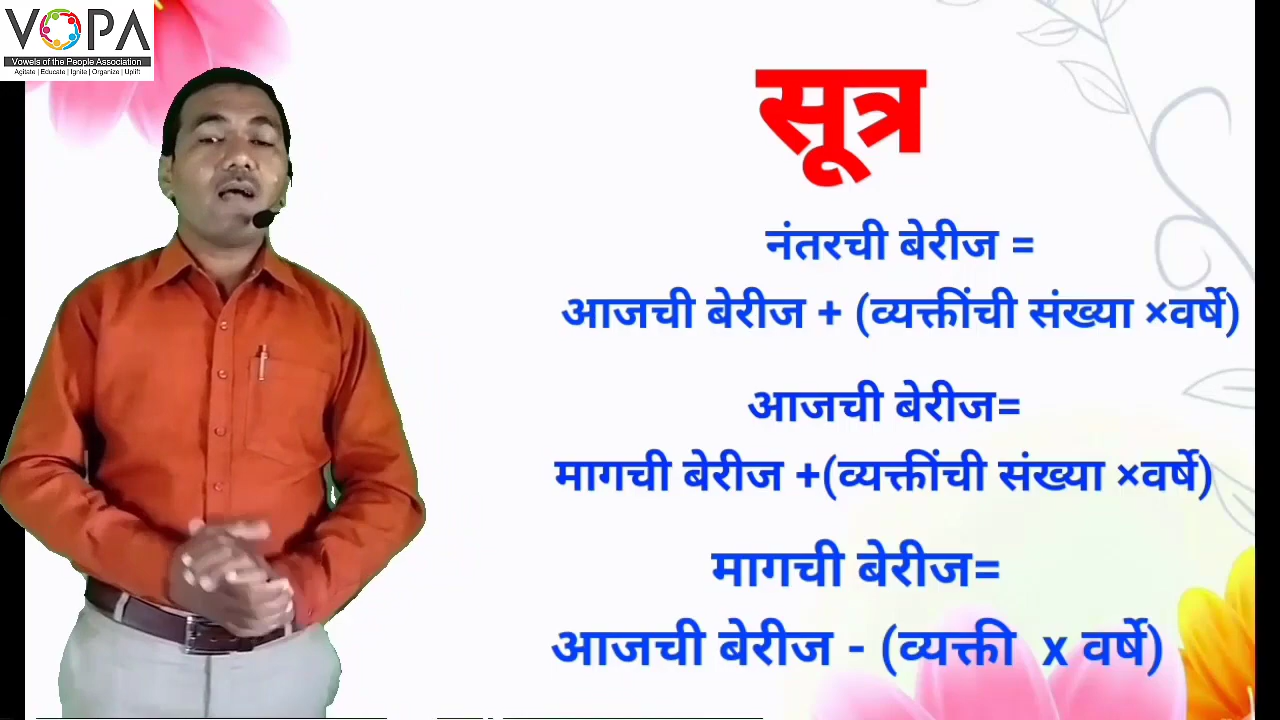 VOPA
Vowels of the People Association
Agitate | Educate | Ignite | Organize | Uplift
सूत्र
नंतरची बेरीज =
आजची बेरीज + (व्यक्तींची संख्या ×वर्षे)
आजची बेरीज=
मागची बेरीज +(व्यक्तींची संख्या ×वर्षे)
मागची बेरीज=
आजची बेरीज - (व्यक्ती x वर्षे)